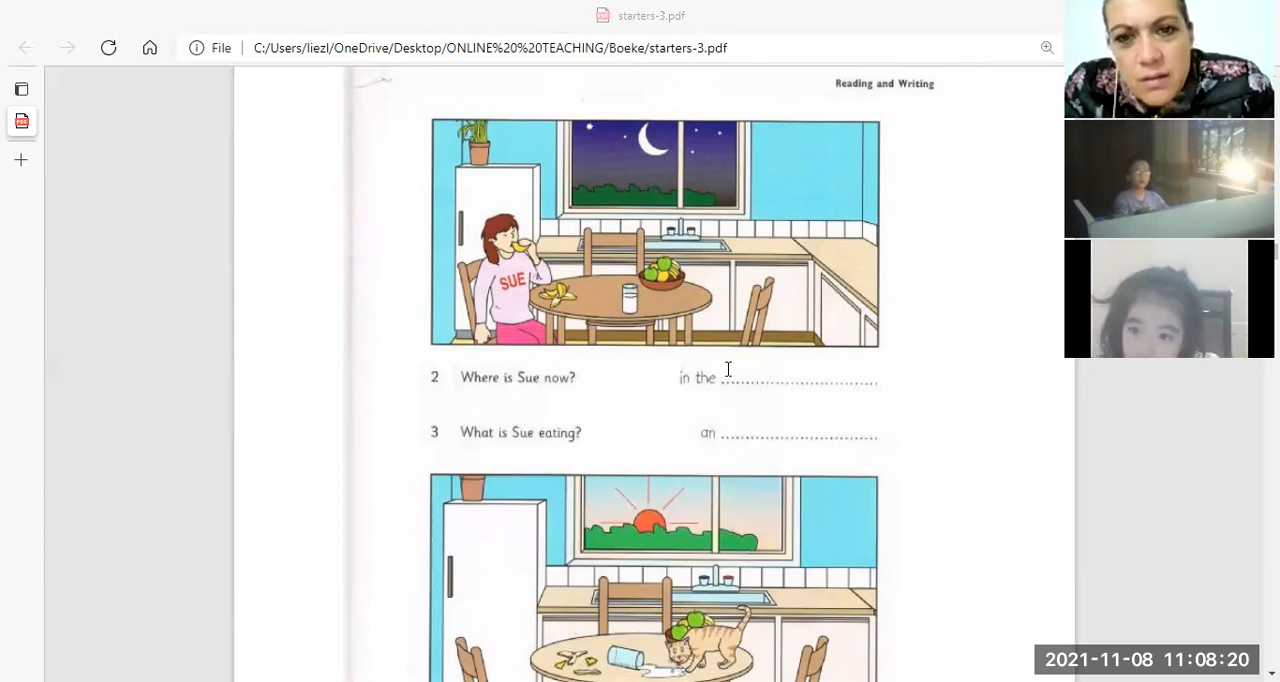 starters-3.pdf
File
C:/Users/liezl/OneDrive/Desktop/ONLINE%20%20TEACHING/Boeke/starters-3.pdf
Reading and Writing
SUE
2 Where is Sue now? in the ..............................
3 What is Sue eating? an ..............................
2021-11-08 11:08:20